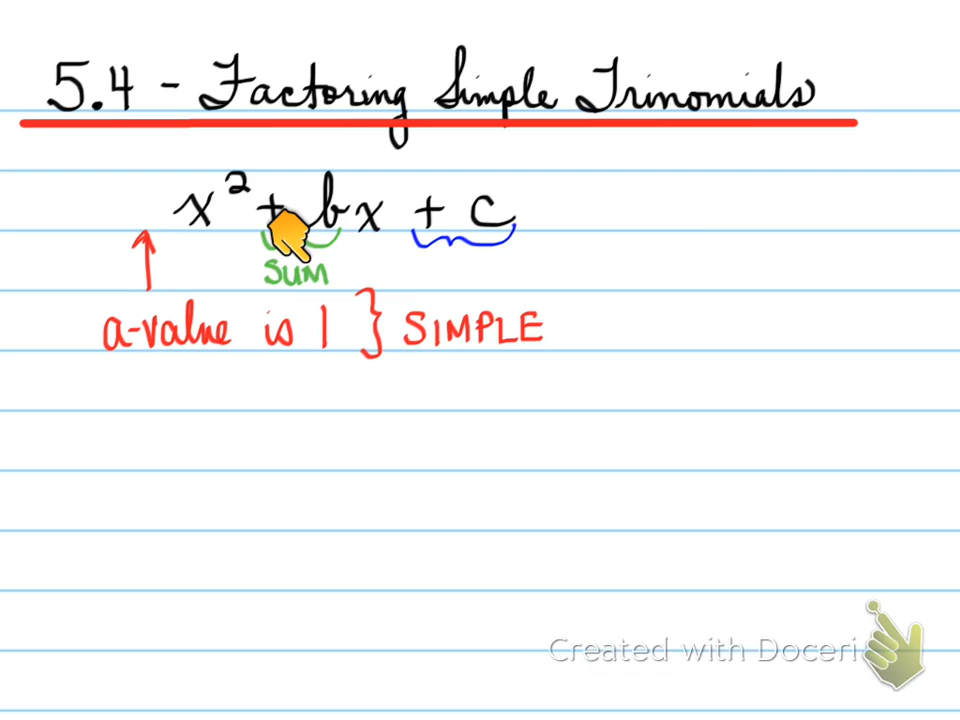 5.4 - Factoring Simple Trinomials
x² + bx + c
SUM
a-value is 1 } SIMPLE
Created with Doceri